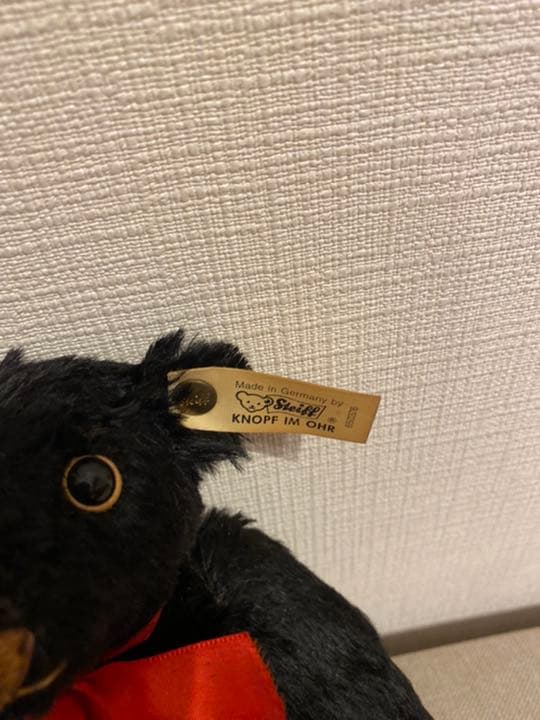 Made in Germany by
Steiff
KNOPF IM OHR